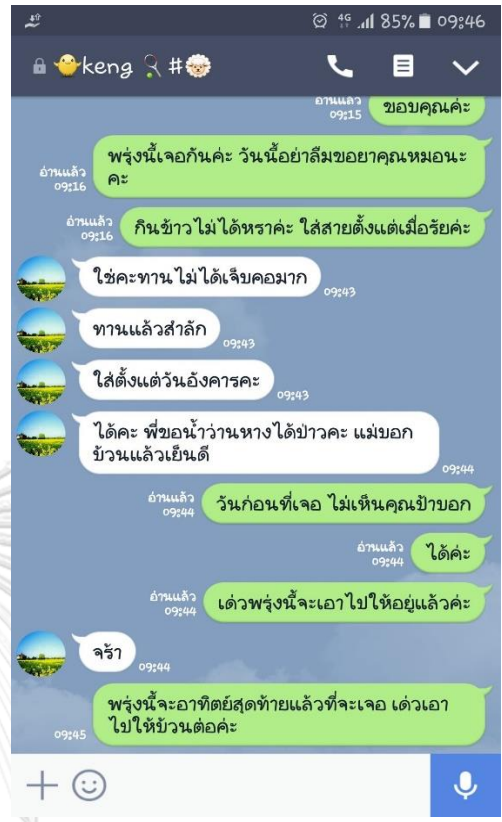 4G 85% 09:46
keng #
อ่านแล้ว
09:15
ขอบคุณค่ะ
พรุ่งนี้เจอกันค่ะ วันนี้อย่าลืมขอยาคุณหมอนะ
คะ
อ่านแล้ว
09:16
กินข้าวไม่ได้หราค่ะ ใส่สายตั้งแต่เมื่อรัยค่ะ
อ่านแล้ว
09:16
ใช่คะทานไม่ได้เจ็บคอมาก
09:43
ทานแล้วสำลัก
09:43
ใส่ตั้งแต่วันอังคารคะ
09:43
ได้คะ พี่ขอน้ำว่านหางได้ป่าวคะ แม่บอก
บ้วนแล้วเย็นดี
09:44
วันก่อนที่เจอ ไม่เห็นคุณป้าบอก
อ่านแล้ว
09:44
ได้ค่ะ
อ่านแล้ว
09:44
เด่วพรุ่งนี้จะเอาไปให้อยู่แล้วค่ะ
อ่านแล้ว
09:44
จร้า
09:44
พรุ่งนี้จะอาทิตย์สุดท้ายแล้วที่จะเจอ เด่วเอา
ไปให้บ้วนต่อค่ะ
09:45